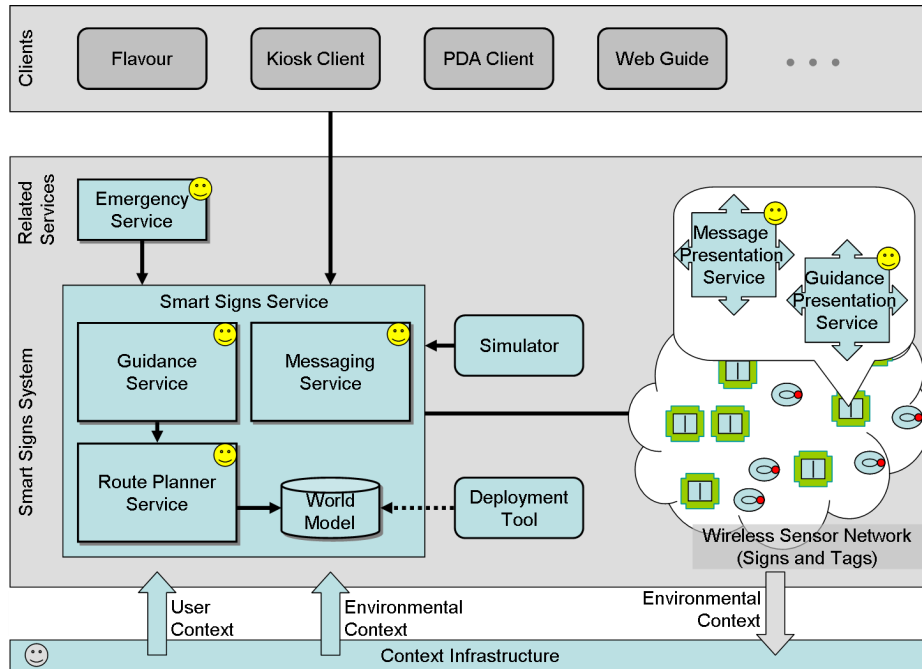 Clients
Flavour
Kiosk Client
PDA Client
Web Guide
Related
Services
Emergency
Service
Message
Presentation
Service
Guidance
Presentation
Service
Smart Signs System
Smart Signs Service
Guidance
Service
Messaging
Service
Simulator
Route Planner
Service
World
Model
Deployment
Tool
Wireless Sensor Network
(Signs and Tags)
User
Context
Environmental
Context
Environmental
Context
Context Infrastructure